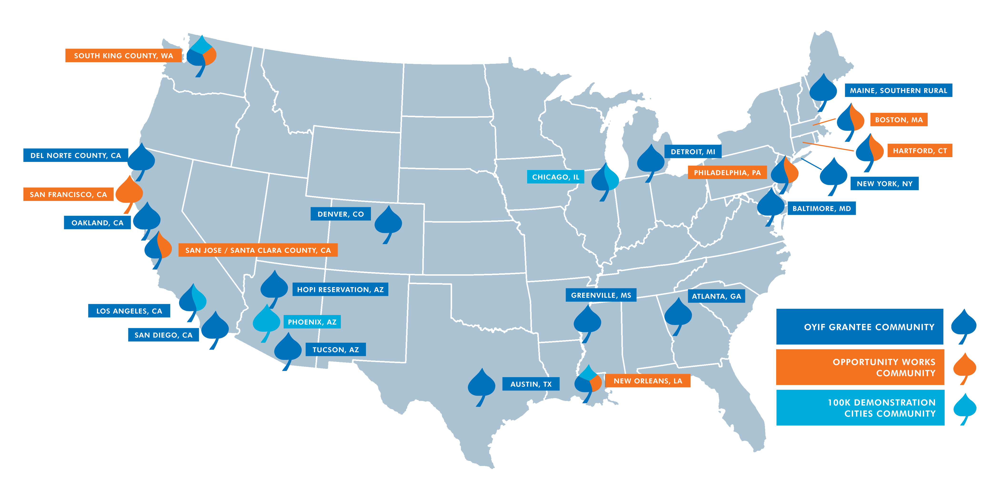 SOUTH KING COUNTY, WA
MAINE, SOUTHERN RURAL
BOSTON, MA
HARTFORD, CT
DETROIT, MI
DEL NORTE COUNTY, CA
PHILADELPHIA, PA
CHICAGO, IL
NEW YORK, NY
SAN FRANCISCO, CA
BALTIMORE, MD
DENVER, CO
OAKLAND, CA
SAN JOSE / SANTA CLARA COUNTY, CA
HOPI RESERVATION, AZ
GREENVILLE, MS
ATLANTA, GA
LOS ANGELES, CA
PHOENIX, AZ
SAN DIEGO, CA
TUCSON, AZ
AUSTIN, TX
NEW ORLEANS, LA
OYIF GRANTEE COMMUNITY
OPPORTUNITY WORKS
COMMUNITY
100K DEMONSTRATION
CITIES COMMUNITY